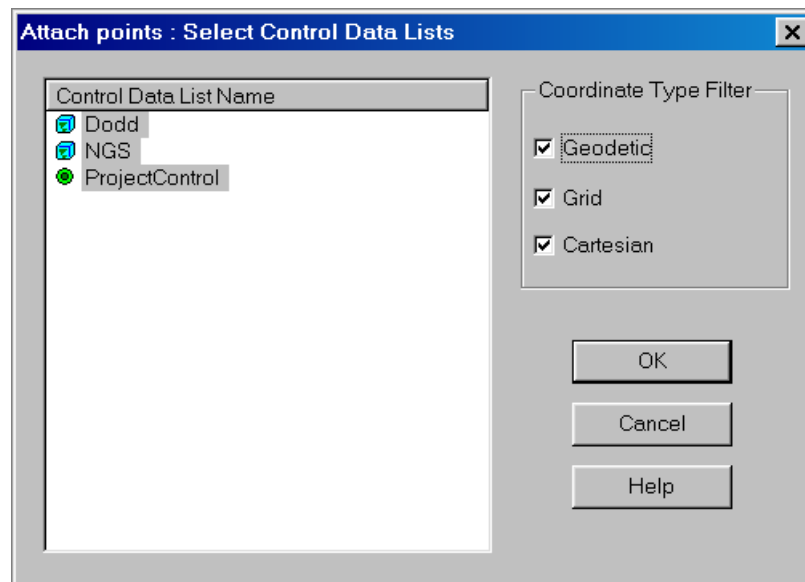 Attach points : Select Control Data Lists
Control Data List Name
Dodd
NGS
ProjectControl
Coordinate Type Filter
Geodetic
Grid
Cartesian
OK
Cancel
Help